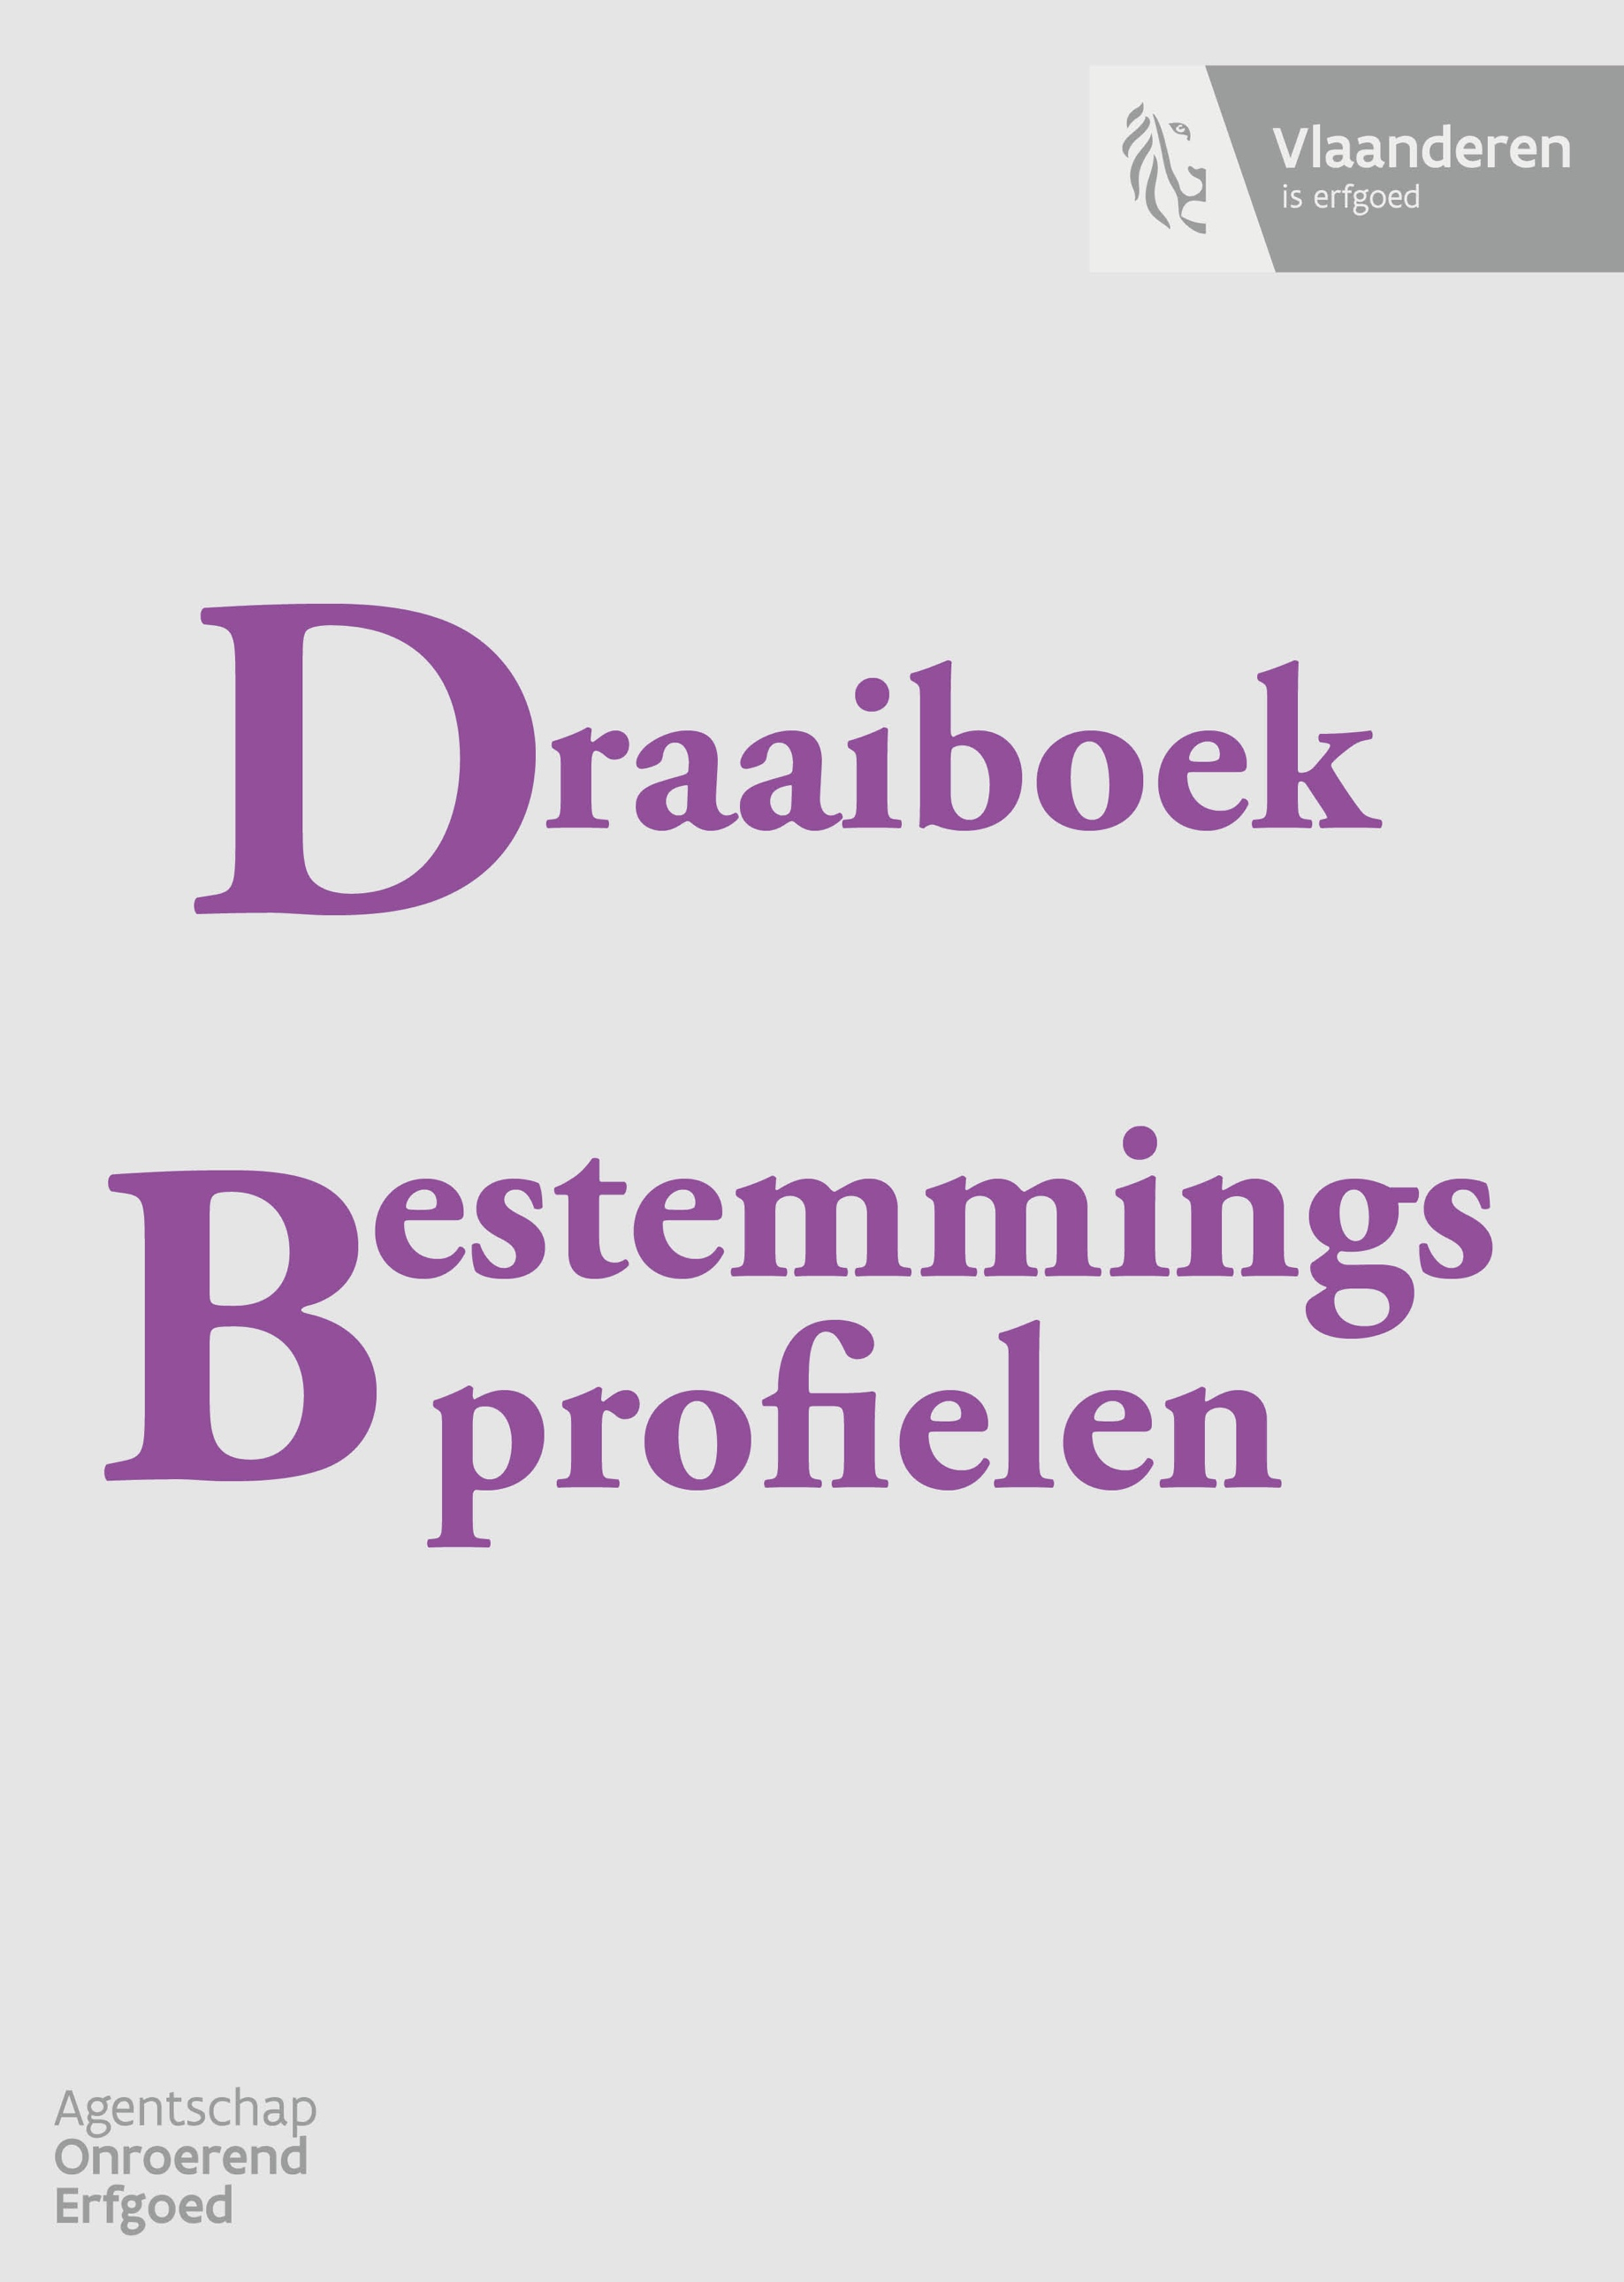 Vlaanderen
is erfgoed
Draaiboek
Bestemmings
profielen
Agentschap
Onroerend
Erfgoed